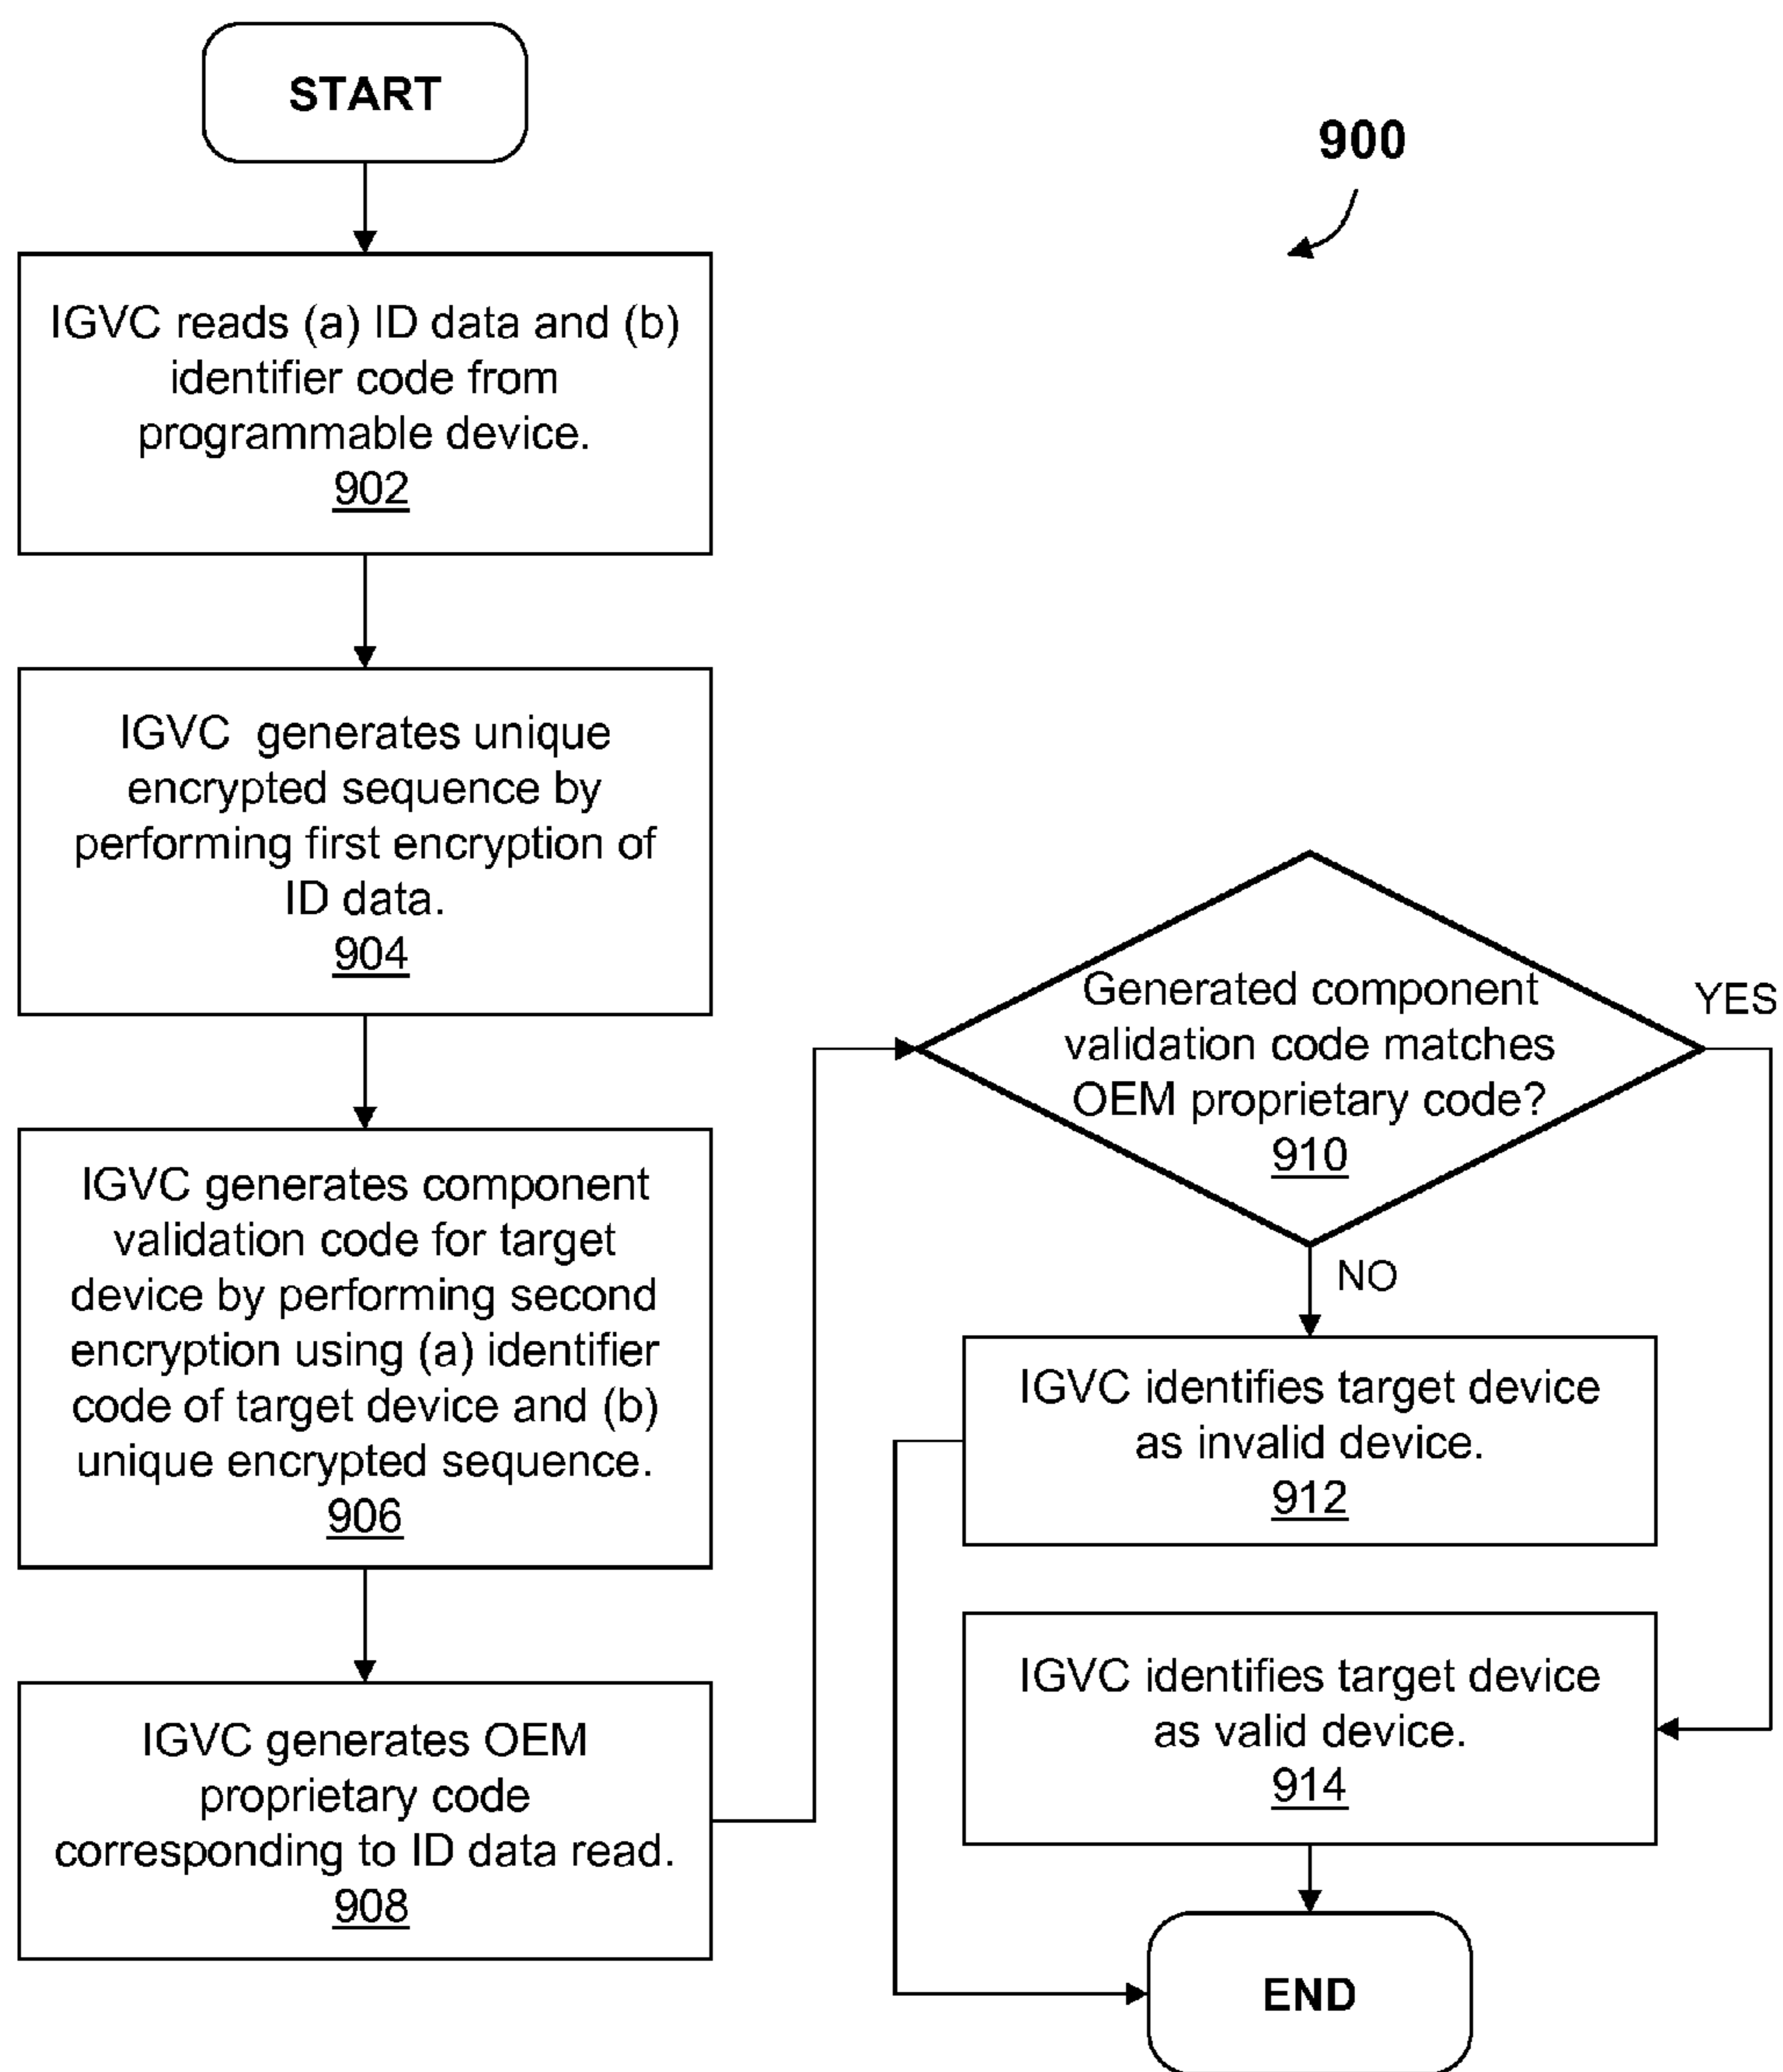 START
900
IGVC reads (a) ID data and (b)
identifier code from
programmable device.
902
IGVC generates unique
encrypted sequence by
performing first encryption of
ID data.
904
IGVC generates component
validation code for target
device by performing second
encryption using (a) identifier
code of target device and (b)
unique encrypted sequence.
906
IGVC generates OEM
proprietary code
corresponding to ID data read.
908
Generated component
validation code matches
OEM proprietary code?
910
YES
NO
IGVC identifies target device
as invalid device.
912
IGVC identifies target device
as valid device.
914
END